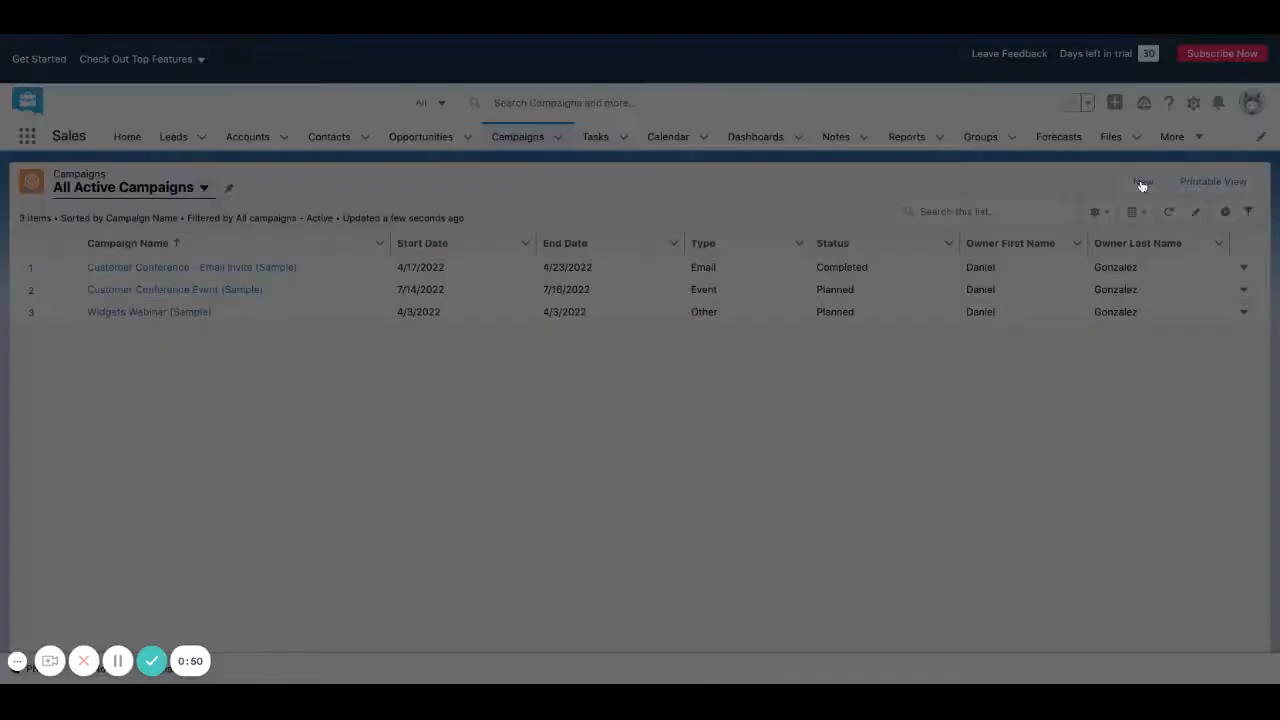 Get Started Check Out Top Features Leave Feedback Days left in trial 30 Subscribe Now
All Search Campaigns and more...
Sales Home Leads Accounts Contacts Opportunities Campaigns Tasks Calendar Dashboards Notes Reports Groups Forecasts Files More
Campaigns
All Active Campaigns New Printable View
3 items • Sorted by Campaign Name • Filtered by All campaigns - Active • Updated a few seconds ago Search this list...
Campaign Name Start Date End Date Type Status Owner First Name Owner Last Name
1 Customer Conference - Email Invite (Sample) 4/17/2022 4/23/2022 Email Completed Daniel Gonzalez
2 Customer Conference Event (Sample) 7/14/2022 7/16/2022 Event Planned Daniel Gonzalez
3 Widgets Webinar (Sample) 4/3/2022 4/3/2022 Other Planned Daniel Gonzalez
0:50